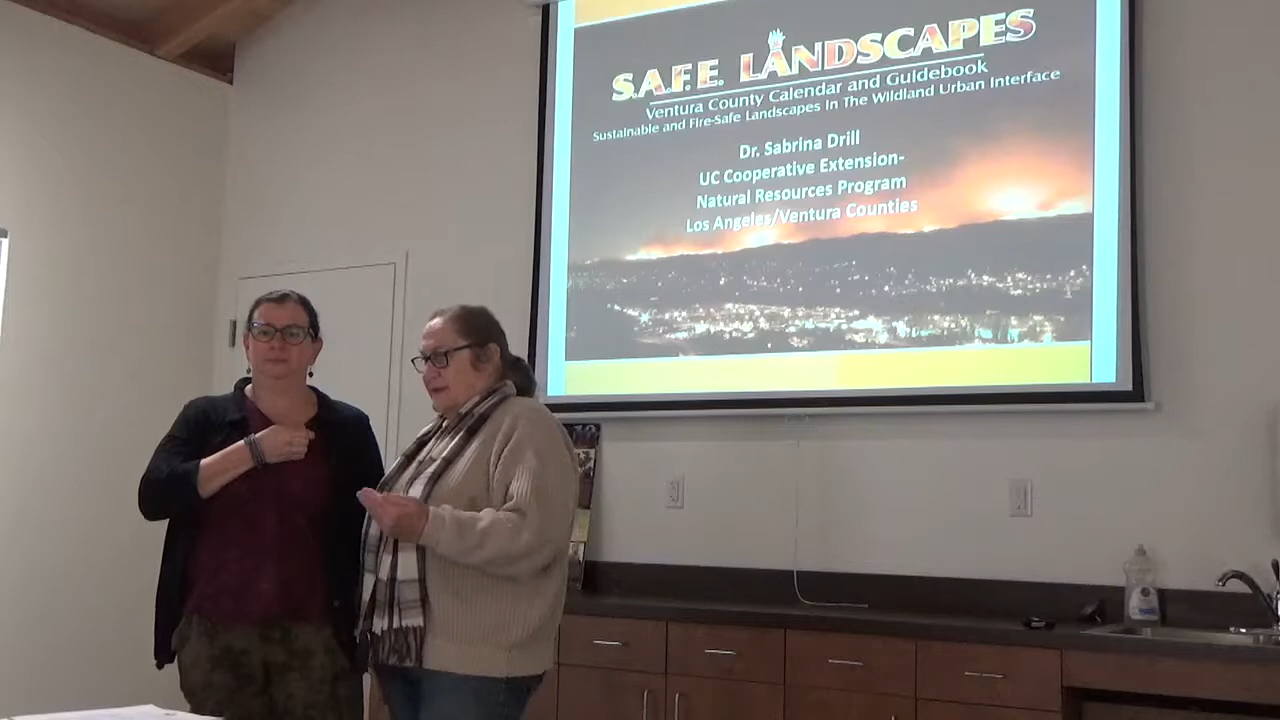 S.A.F.E. LANDSCAPES
Ventura County Calendar and Guidebook
Sustainable and Fire-Safe Landscapes In The Wildland Urban Interface
Dr. Sabrina Drill
UC Cooperative Extension-
Natural Resources Program
Los Angeles/Ventura Counties